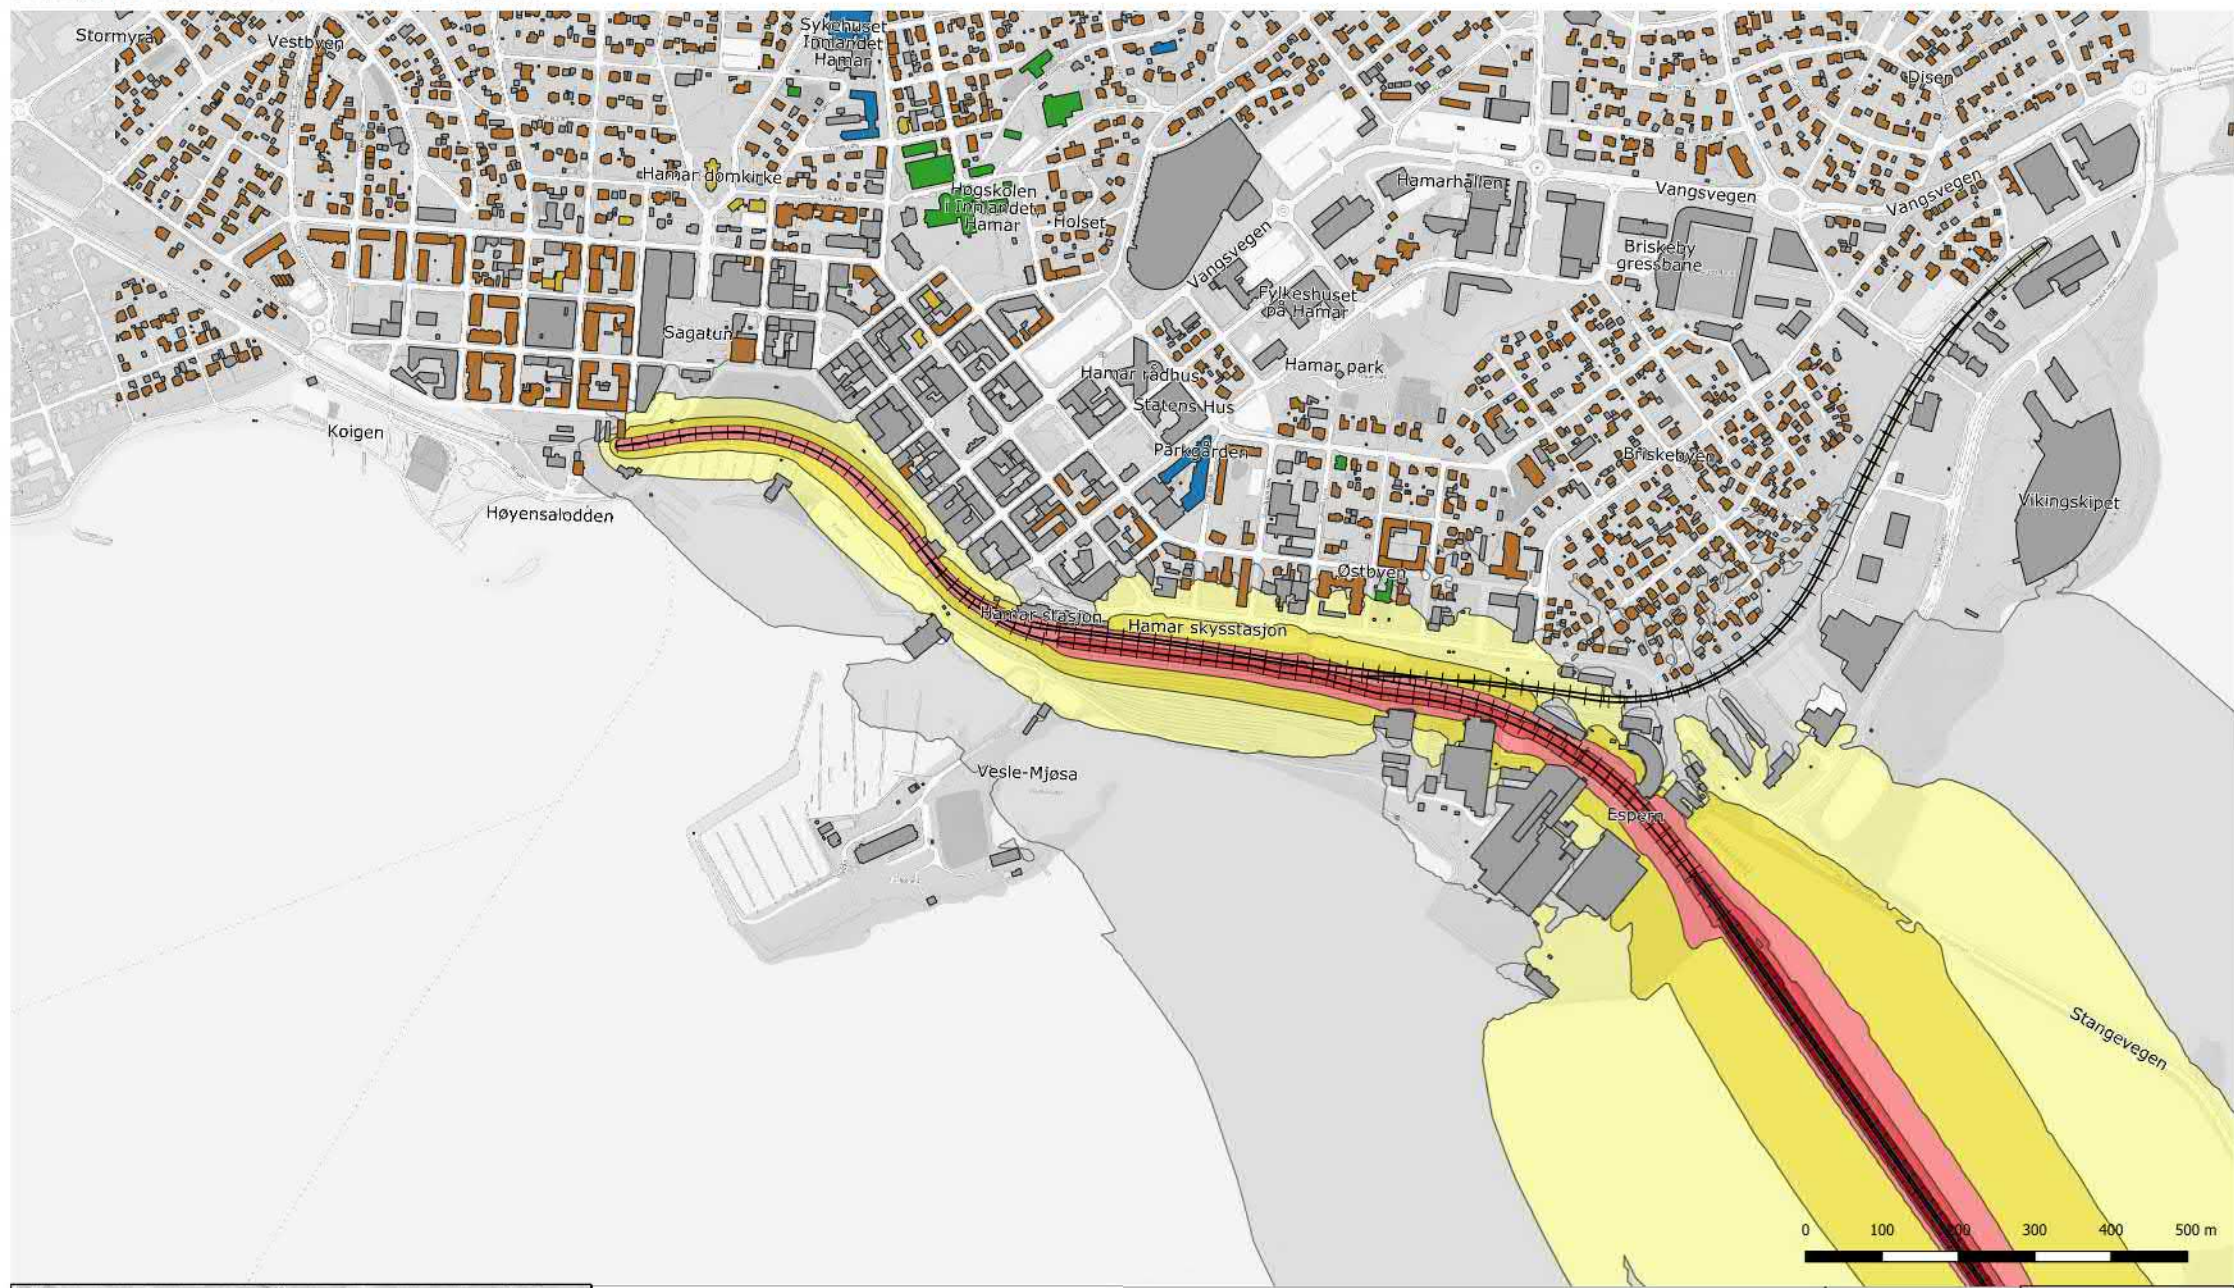 Stormyra
Vestbyen
Sykehuset
Innlandet
Hamar
Disen
Hamar domkirke
Høgskolen
i Innlandet,
Hamar
Holset
Hamarhallen
Vangsvegen
Vangsvegen
Vangsvegen
Briskeby
gressbane
Fylkeshuset
på Hamar
Sagatun
Hamar park
Hamar rådhus
Statens Hus
Koigen
Parkgården
Briskebyen
Vikingskipet
Høyensalodden
Østbyen
Hamar stasjon
Hamar skysstasjon
Vesle-Mjøsa
Espern
Stangevegen
0 100 200 300 400 500 m